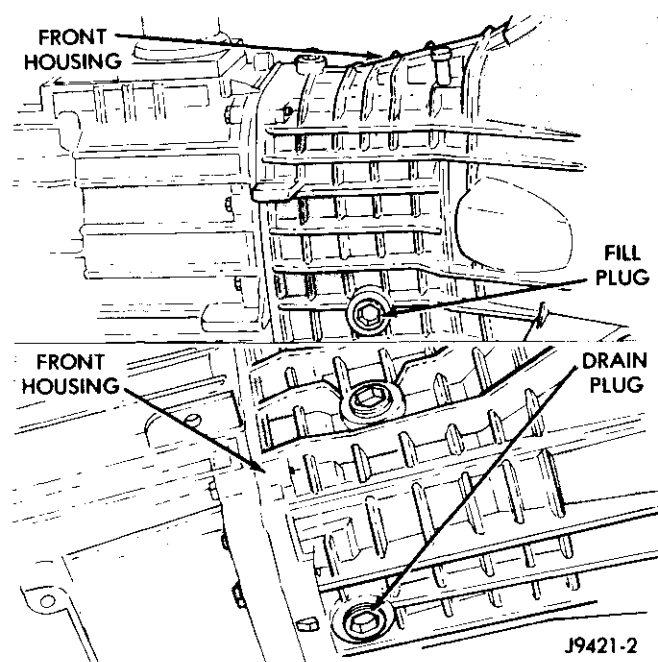 FRONT
HOUSING
FILL
PLUG
FRONT
HOUSING
DRAIN
PLUG
J9421-2